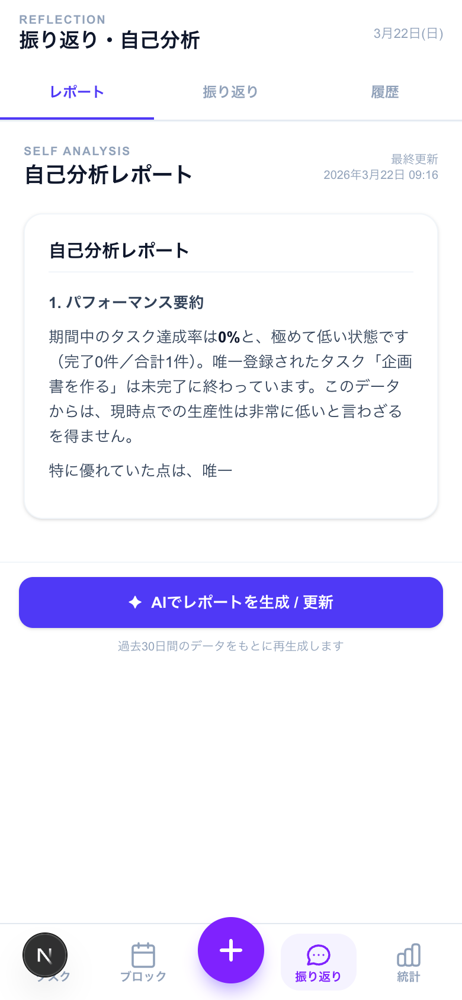 REFLECTION
振り返り・自己分析
3月22日(日)
レポート
振り返り
履歴
SELF ANALYSIS
自己分析レポート
最終更新
2026年3月22日 09:16
自己分析レポート
1. パフォーマンス要約
期間中のタスク達成率は0%と、極めて低い状態です
（完了0件／合計1件）。唯一登録されたタスク「企画
書を作る」は未完了に終わっています。このデータ
からは、現時点での生産性は非常に低いと言わざる
を得ません。
特に優れていた点は、唯一
AIでレポートを生成 / 更新
過去30日間のデータをもとに再生成します
N
スク
ブロック
振り返り
統計